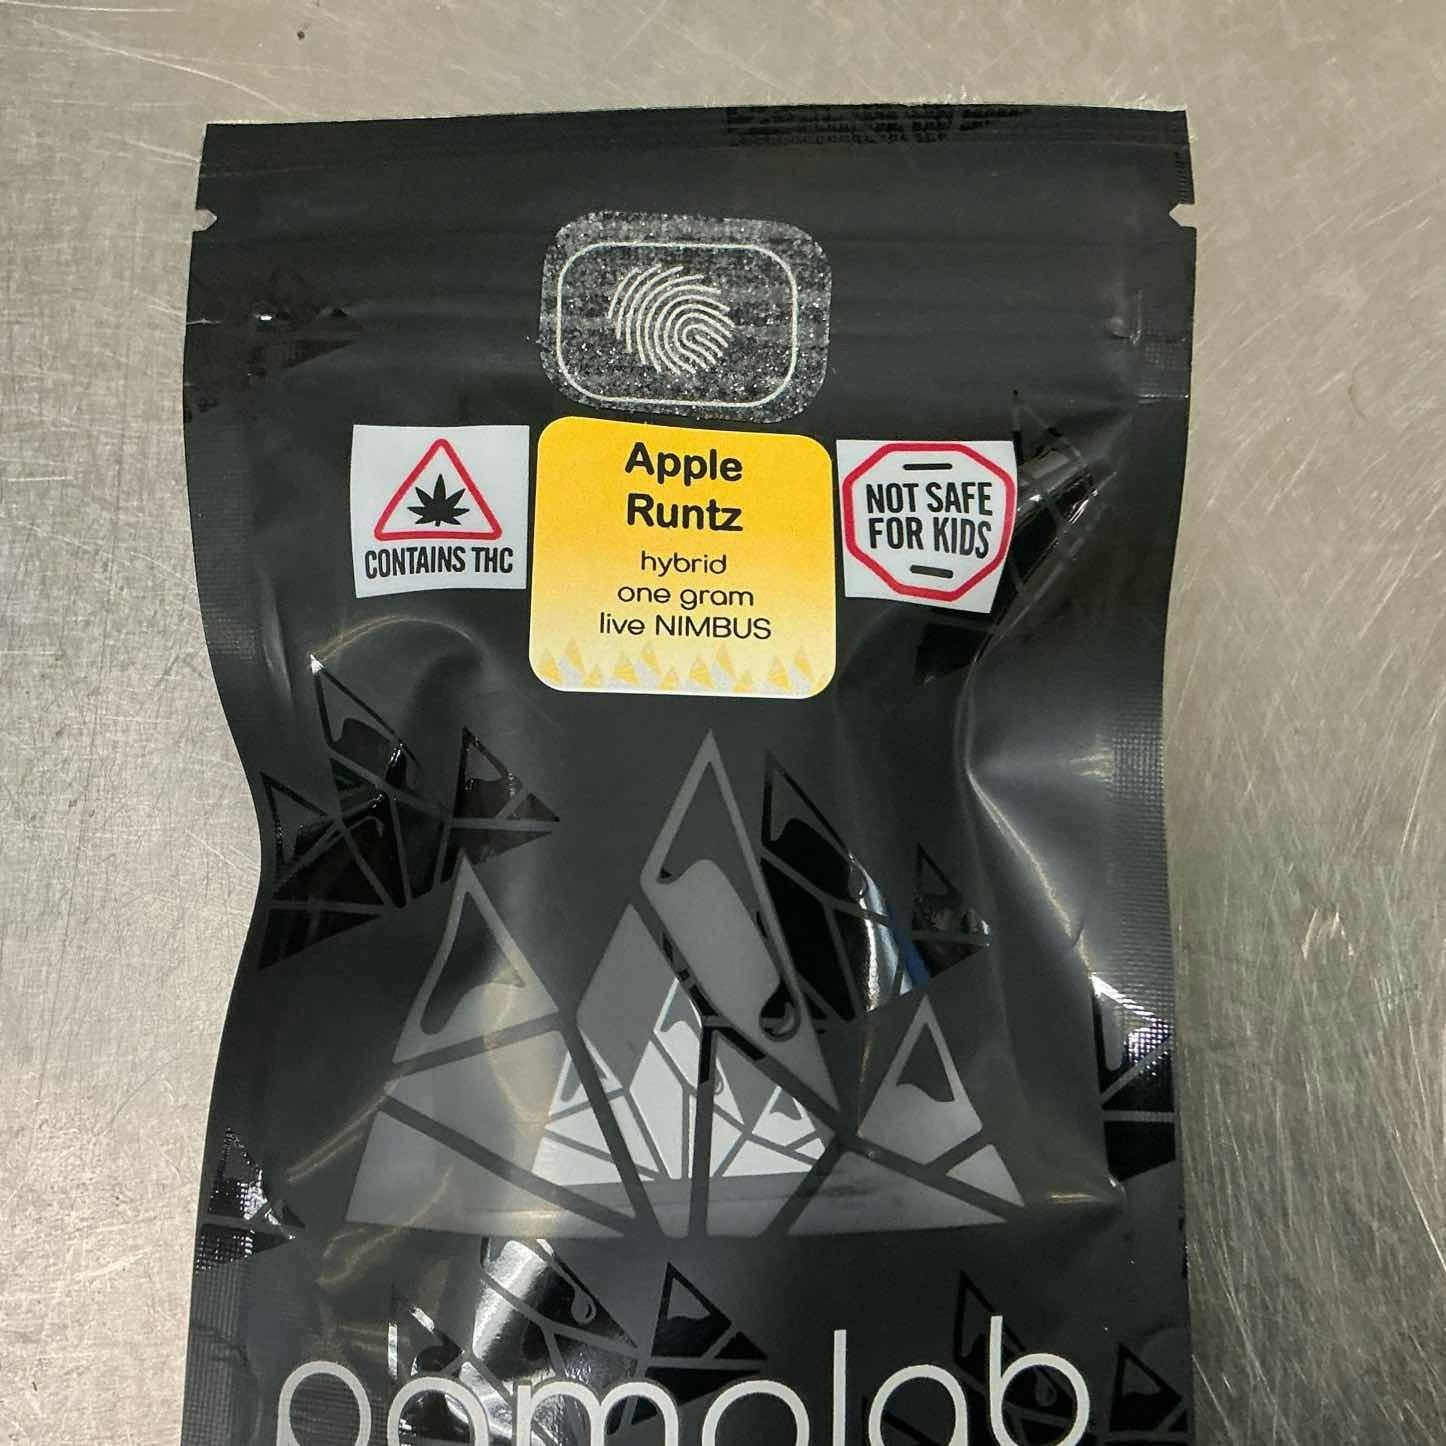 CONTAINS THC
Apple
Runtz
hybrid
one gram
live NIMBUS
NOT SAFE
FOR KIDS